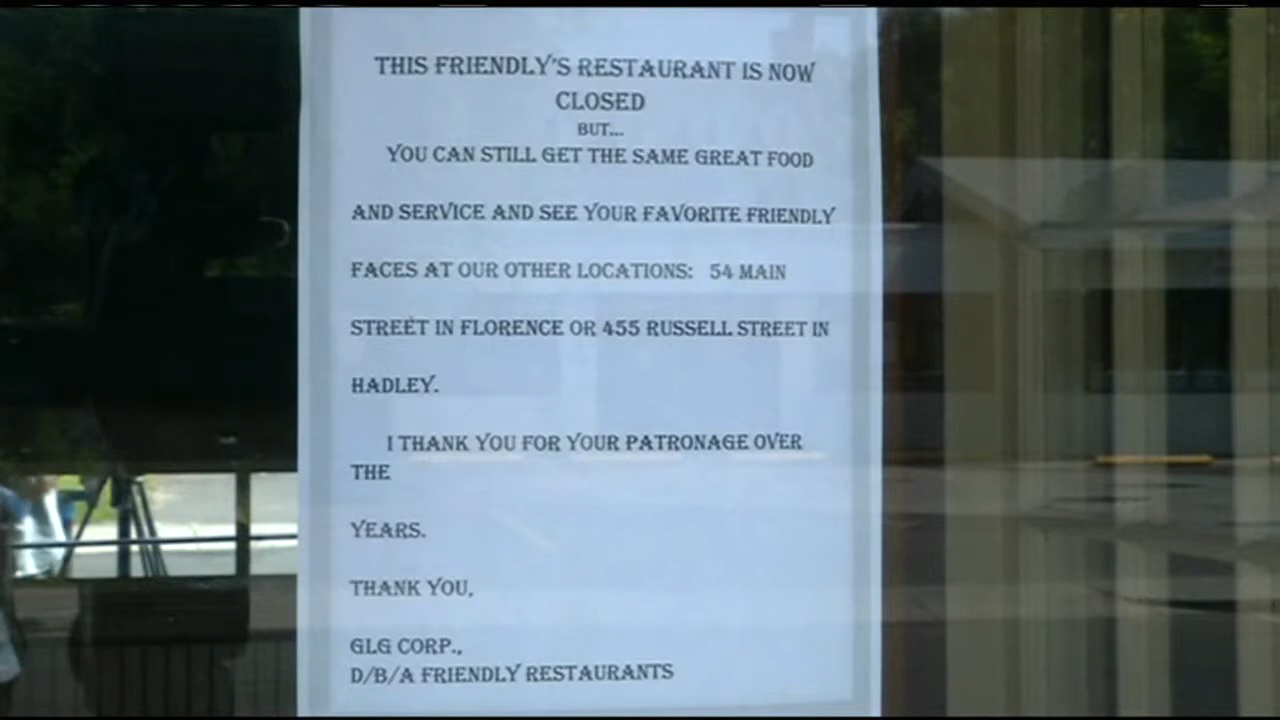 THIS FRIENDLY'S RESTAURANT IS NOW
CLOSED
BUT...
YOU CAN STILL GET THE SAME GREAT FOOD
AND SERVICE AND SEE YOUR FAVORITE FRIENDLY
FACES AT OUR OTHER LOCATIONS: 54 MAIN
STREET IN FLORENCE OR 455 RUSSELL STREET IN
HADLEY.
I THANK YOU FOR YOUR PATRONAGE OVER
THE
YEARS.
THANK YOU,
GLG CORP.,
D/B/A FRIENDLY RESTAURANTS